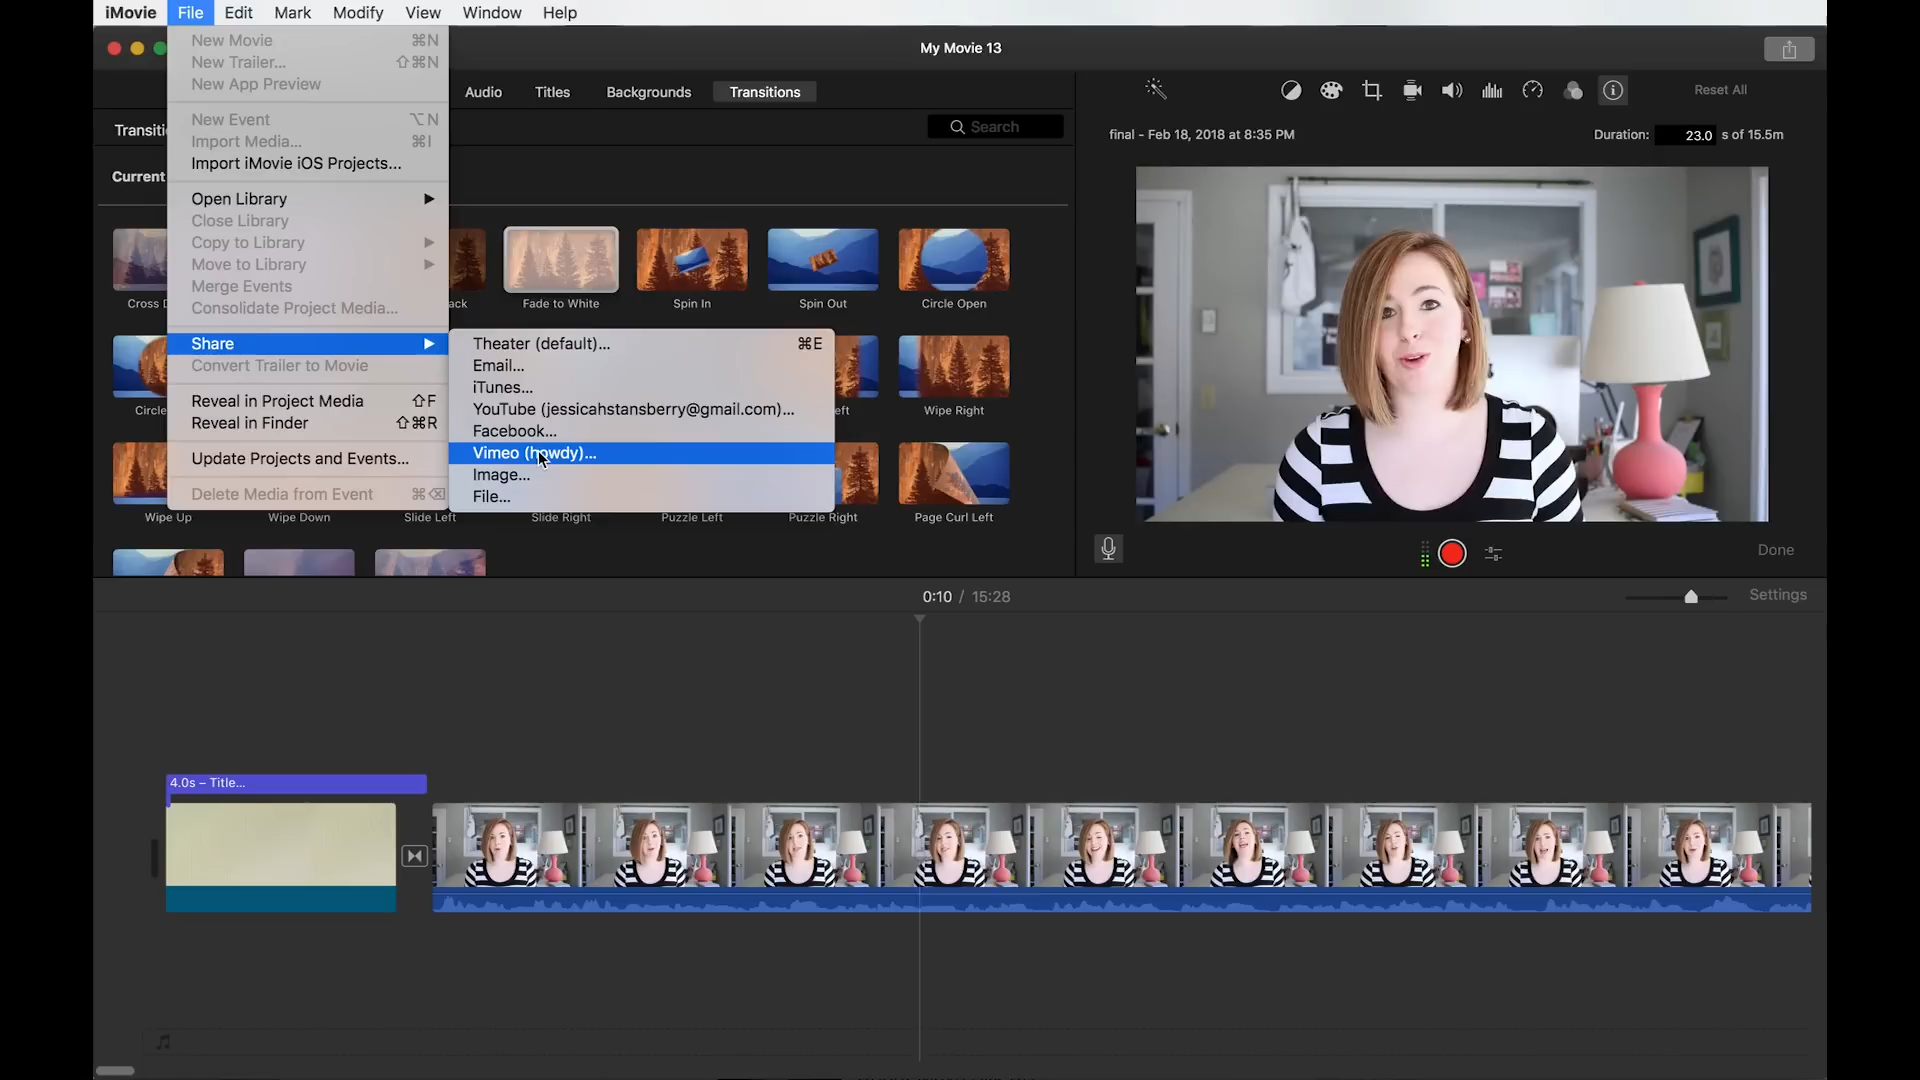 iMovie File Edit Mark Modify View Window Help
My Movie 13
New Movie ⌘N
New Trailer... ⇧⌘N
New App Preview
New Event ⌥N
Import Media... ⌘I
Import iMovie iOS Projects...
Open Library
Close Library
Copy to Library
Move to Library
Merge Events
Consolidate Project Media...
Share
Convert Trailer to Movie
Reveal in Project Media ⇧F
Reveal in Finder ⇧⌘R
Update Projects and Events...
Delete Media from Event ⌘⌫
Theater (default)... ⌘E
Email...
iTunes...
YouTube (jessicahstansberry@gmail.com)...
Facebook...
Vimeo (howdy)...
Image...
File...
Audio Titles Backgrounds Transitions
Transiti
Search
Current
Cross D ack Fade to White Spin In Spin Out Circle Open
Circle eft Wipe Right
Wipe Up Wipe Down Slide Left Slide Right Puzzle Left Puzzle Right Page Curl Left
Reset All
final - Feb 18, 2018 at 8:35 PM Duration: 23.0 s of 15.5m
Done
0:10 / 15:28 Settings
4.0s – Title...